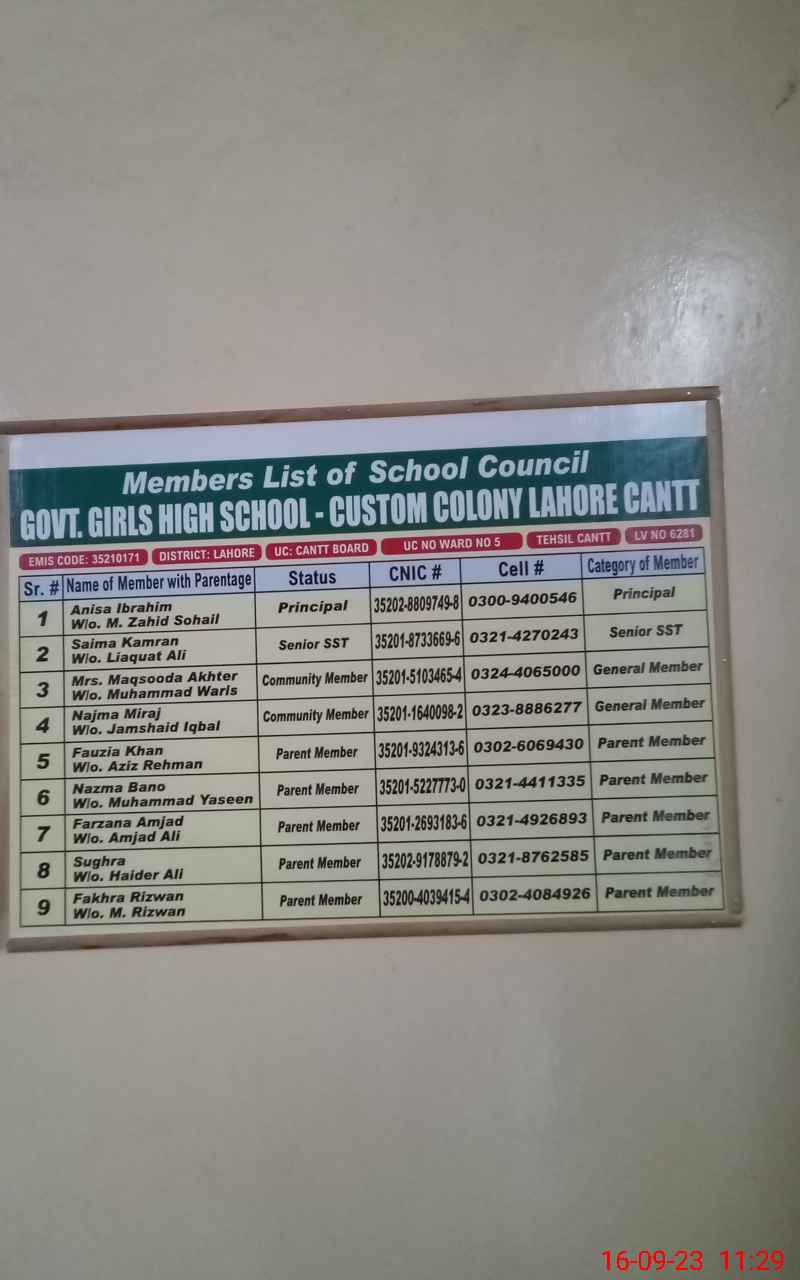 Members List of School Council
GOVT. GIRLS HIGH SCHOOL - CUSTOM COLONY LAHORE CANTT
EMIS CODE: 35210171 DISTRICT: LAHORE UC: CANTT BOARD UC NO WARD NO 5 TEHSIL CANTT LV NO 6281
Sr. # Name of Member with Parentage Status CNIC # Cell # Category of Member
1 Anisa Ibrahim
W/o. M. Zahid Sohail Principal 35202-8809749-8 0300-9400546 Principal
2 Saima Kamran
W/o. Liaquat Ali Senior SST 35201-8733669-6 0321-4270243 Senior SST
3 Mrs. Maqsooda Akhter
W/o. Muhammad Waris Community Member 35201-5103465-4 0324-4065000 General Member
4 Najma Miraj
W/o. Jamshaid Iqbal Community Member 35201-1640098-2 0323-8886277 General Member
5 Fauzia Khan
W/o. Aziz Rehman Parent Member 35201-9324313-6 0302-6069430 Parent Member
6 Nazma Bano
W/o. Muhammad Yaseen Parent Member 35201-5227773-0 0321-4411335 Parent Member
7 Farzana Amjad
W/o. Amjad Ali Parent Member 35201-2693183-6 0321-4926893 Parent Member
8 Sughra
W/o. Haider Ali Parent Member 35202-9178879-2 0321-8762585 Parent Member
9 Fakhra Rizwan
W/o. M. Rizwan Parent Member 35200-4039415-4 0302-4084926 Parent Member
16-09-23 11:29